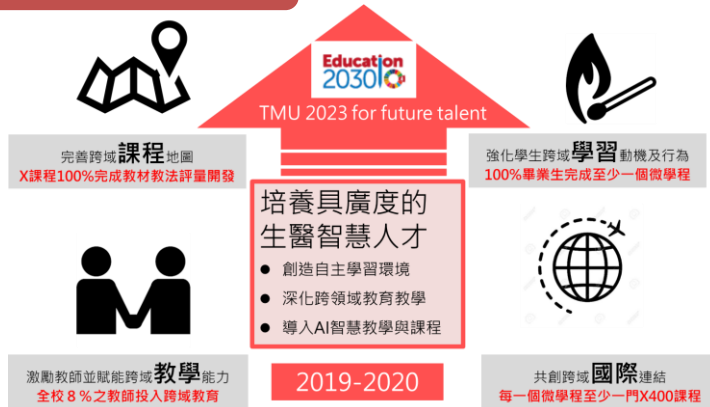 Education
2030
TMU 2023 for future talent
完善跨域課程地圖
X課程100%完成教材教法評量開發
強化學生跨域學習動機及行為
100%畢業生完成至少一個微學程
培養具廣度的
生醫智慧人才
● 創造自主學習環境
● 深化跨領域教育教學
● 導入AI智慧教學與課程
激勵教師並賦能跨域教學能力
全校８%之教師投入跨域教育
2019-2020
共創跨域國際連結
每一個微學程至少一門X400課程